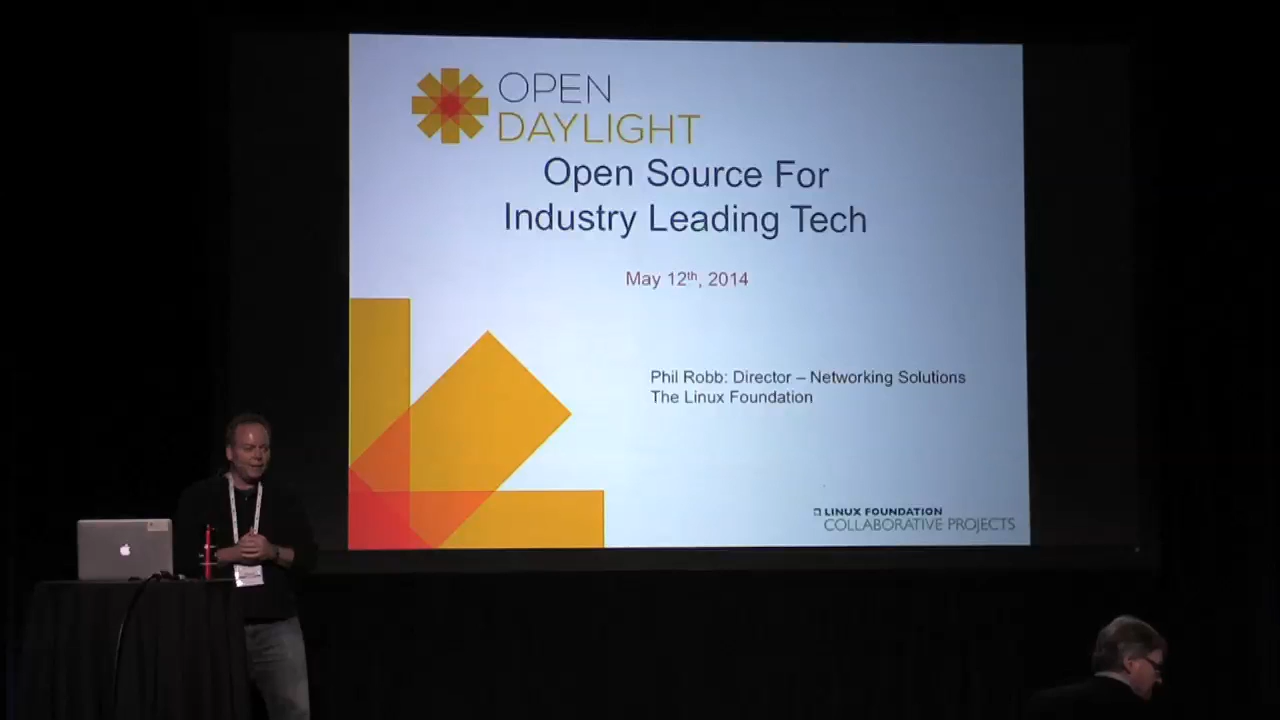 OPEN
DAYLIGHT
Open Source For
Industry Leading Tech
May 12th, 2014
Phil Robb: Director – Networking Solutions
The Linux Foundation
LINUX FOUNDATION
COLLABORATIVE PROJECTS